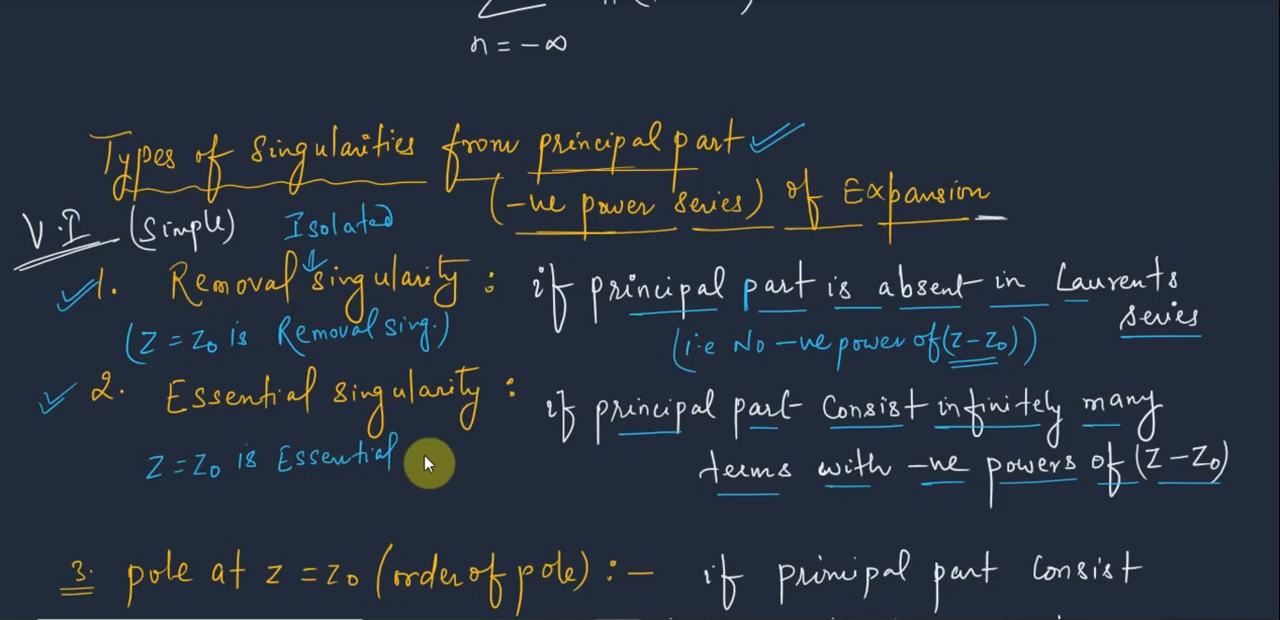 n = -∞
Types of Singularities from principal part
(-ve power series) of Expansion
V.I (Simple) Isolated
1. Removal singularity : if principal part is absent in Laurents series
(Z = Z₀ is Removal sing.) (i.e No -ve power of (Z-Z₀))
2. Essential singularity : if principal part consist infinitely many
Z = Z₀ is Essential terms with -ve powers of (Z-Z₀)
3. pole at z = z₀ (order of pole) :- if principal part consist